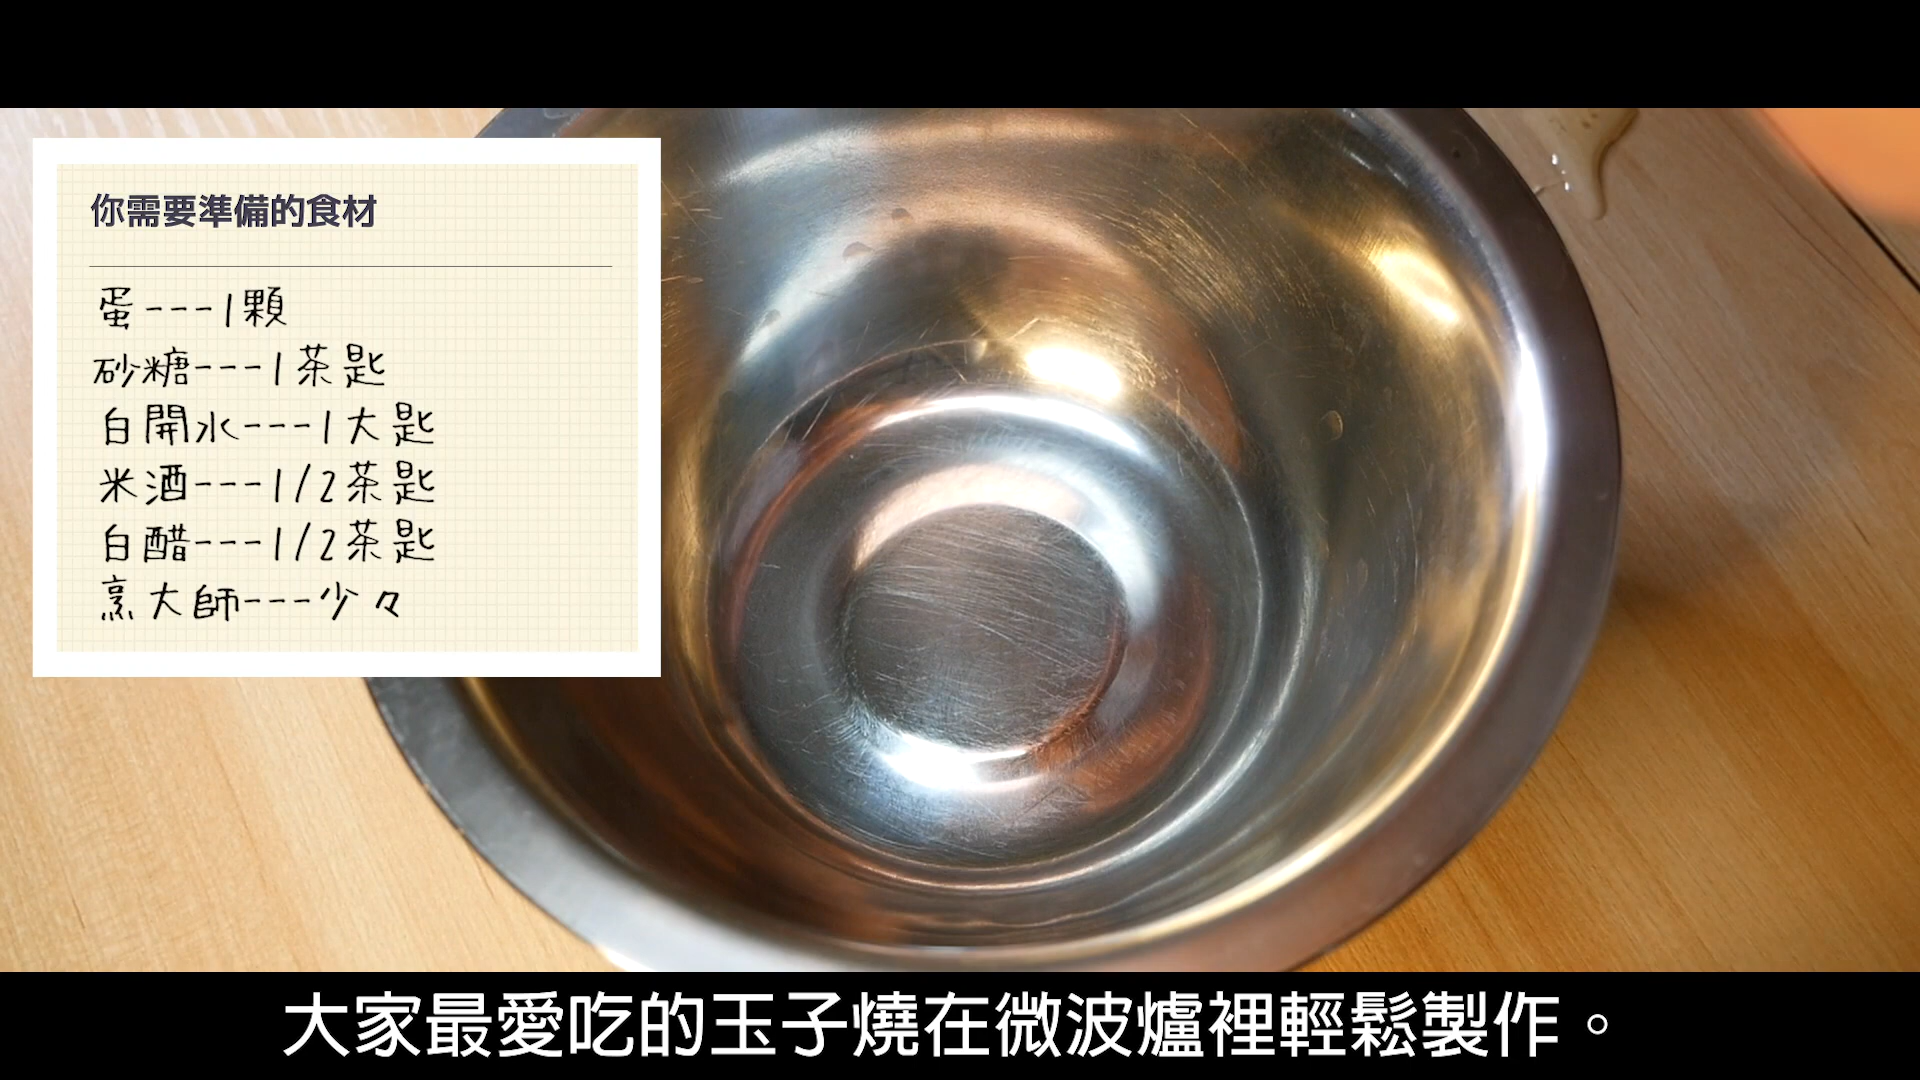 你需要準備的食材
蛋---1顆
砂糖---1茶匙
白開水---1大匙
米酒---1/2茶匙
白醋---1/2茶匙
烹大師---少々
大家最愛吃的玉子燒在微波爐裡輕鬆製作。